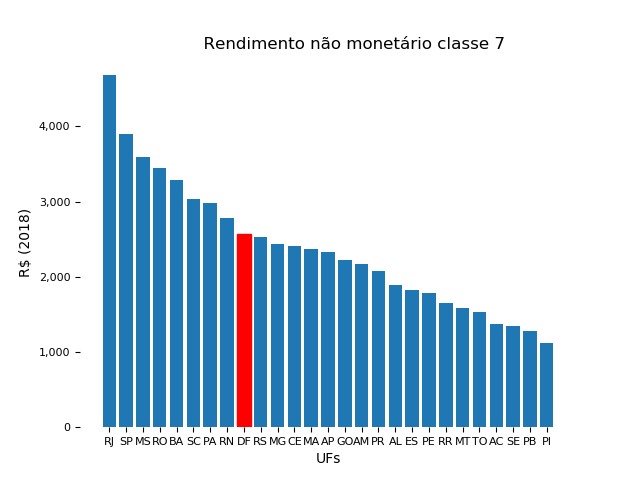 Rendimento não monetário classe 7
R$ (2018)
4,000
3,000
2,000
1,000
0
RJ SP MS RO BA SC PA RN DF RS MG CE MA AP GO AM PR AL ES PE RR MT TO AC SE PB PI
UFs